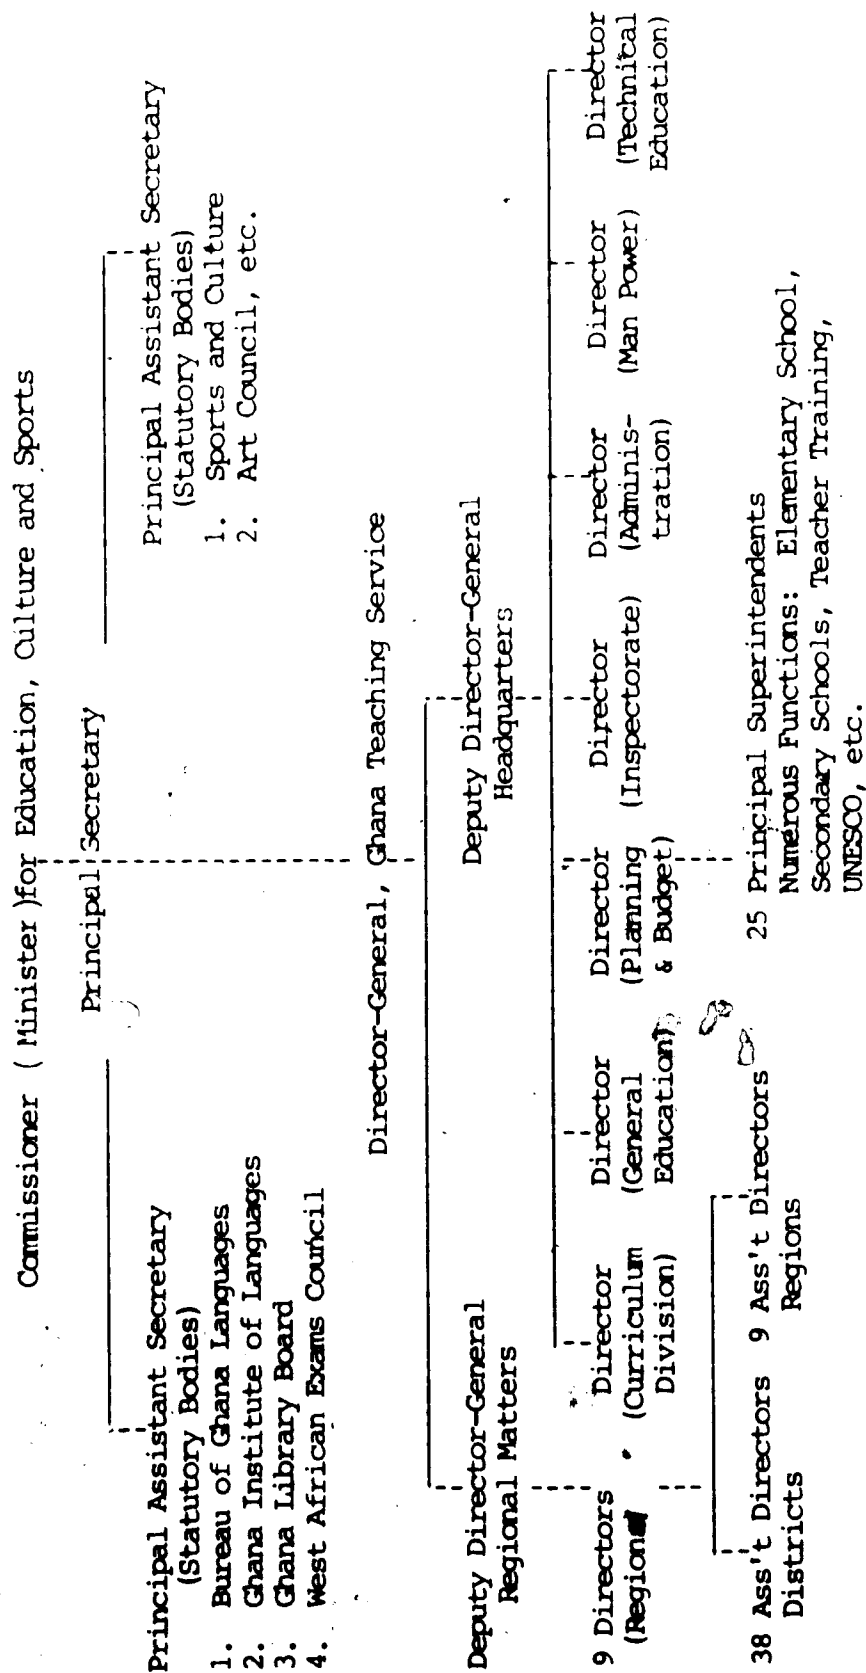 Commissioner ( Minister )for Education, Culture and Sports
Principal Secretary
Principal Assistant Secretary
(Statutory Bodies)
1. Bureau of Ghana Languages
2. Ghana Institute of Languages
3. Ghana Library Board
4. West African Exams Council
Principal Assistant Secretary
(Statutory Bodies)
1. Sports and Culture
2. Art Council, etc.
Director-General, Ghana Teaching Service
Deputy Director-General
Regional Matters
Deputy Director-General
Headquarters
9 Directors
(Regional
Director
(Curriculum
Division)
Director
(General
Education)
Director
(Planning
& Budget)
Director
(Inspectorate)
Director
(Adminis-
tration)
Director
(Man Power)
Director
(Technical
Education)
38 Ass't Directors
Districts
9 Ass't Directors
Regions
25 Principal Superintendents
Numerous Functions: Elementary School,
Secondary Schools, Teacher Training,
UNESCO, etc.